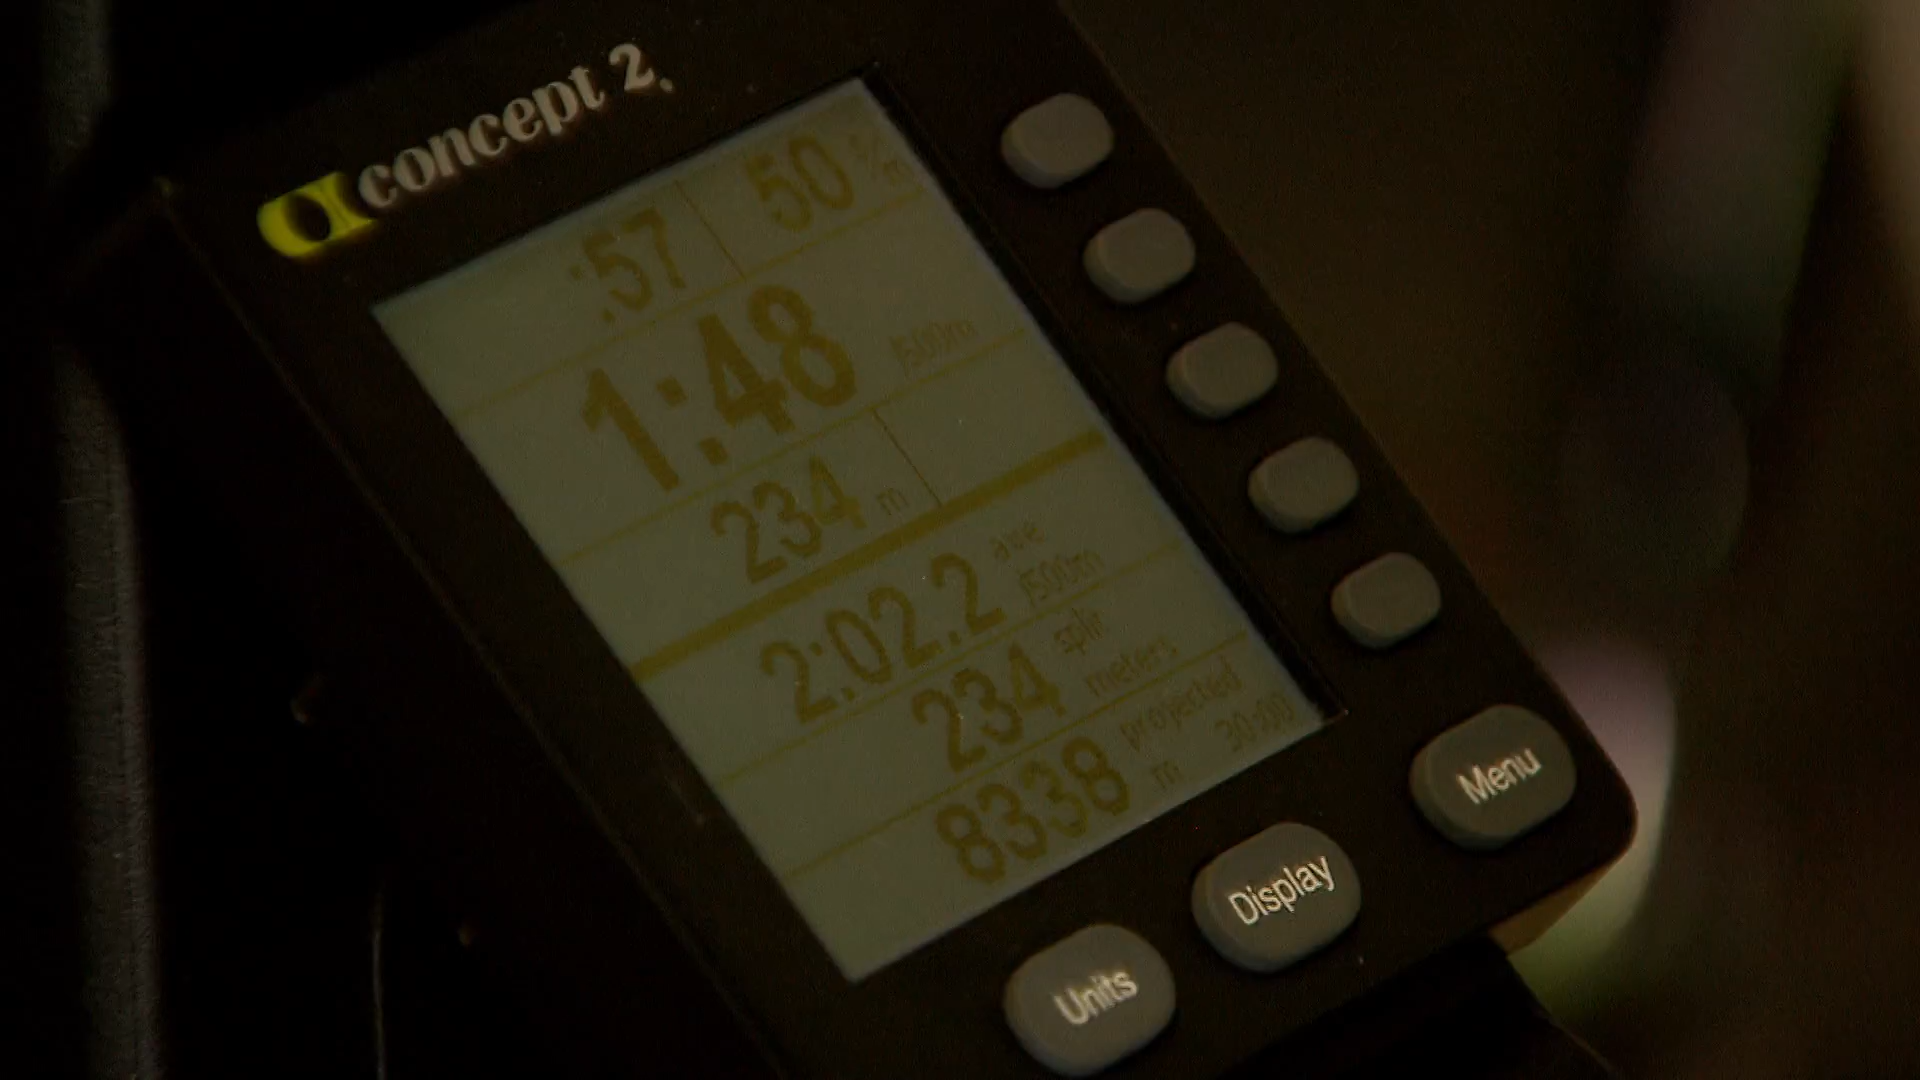 concept 2.
:57 50 s/m
1:48 /500m
234 m
2:02.2 ave /500m
234 split meters
8338 m projected 30:00
Menu
Display
Units